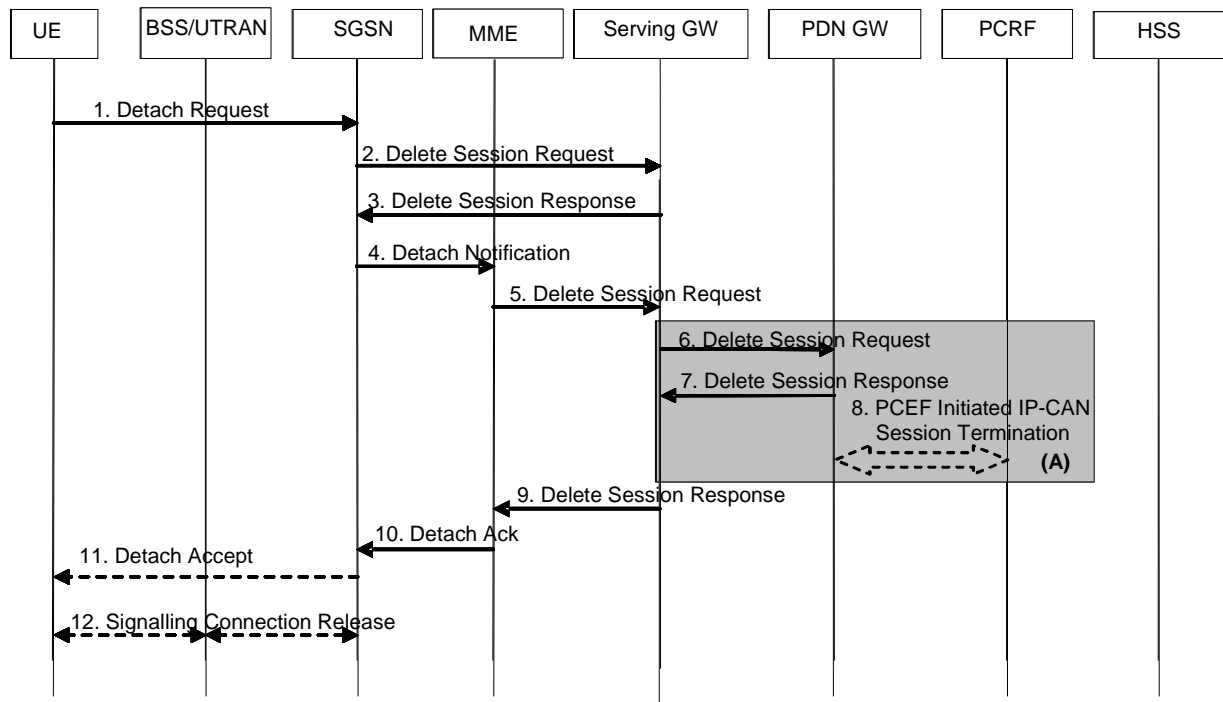 UE
BSS/UTRAN
SGSN
MME
Serving GW
PDN GW
PCRF
HSS
1. Detach Request
2. Delete Session Request
3. Delete Session Response
4. Detach Notification
5. Delete Session Request
6. Delete Session Request
7. Delete Session Response
8. PCEF Initiated IP-CAN
Session Termination
(A)
9. Delete Session Response
10. Detach Ack
11. Detach Accept
12. Signalling Connection Release